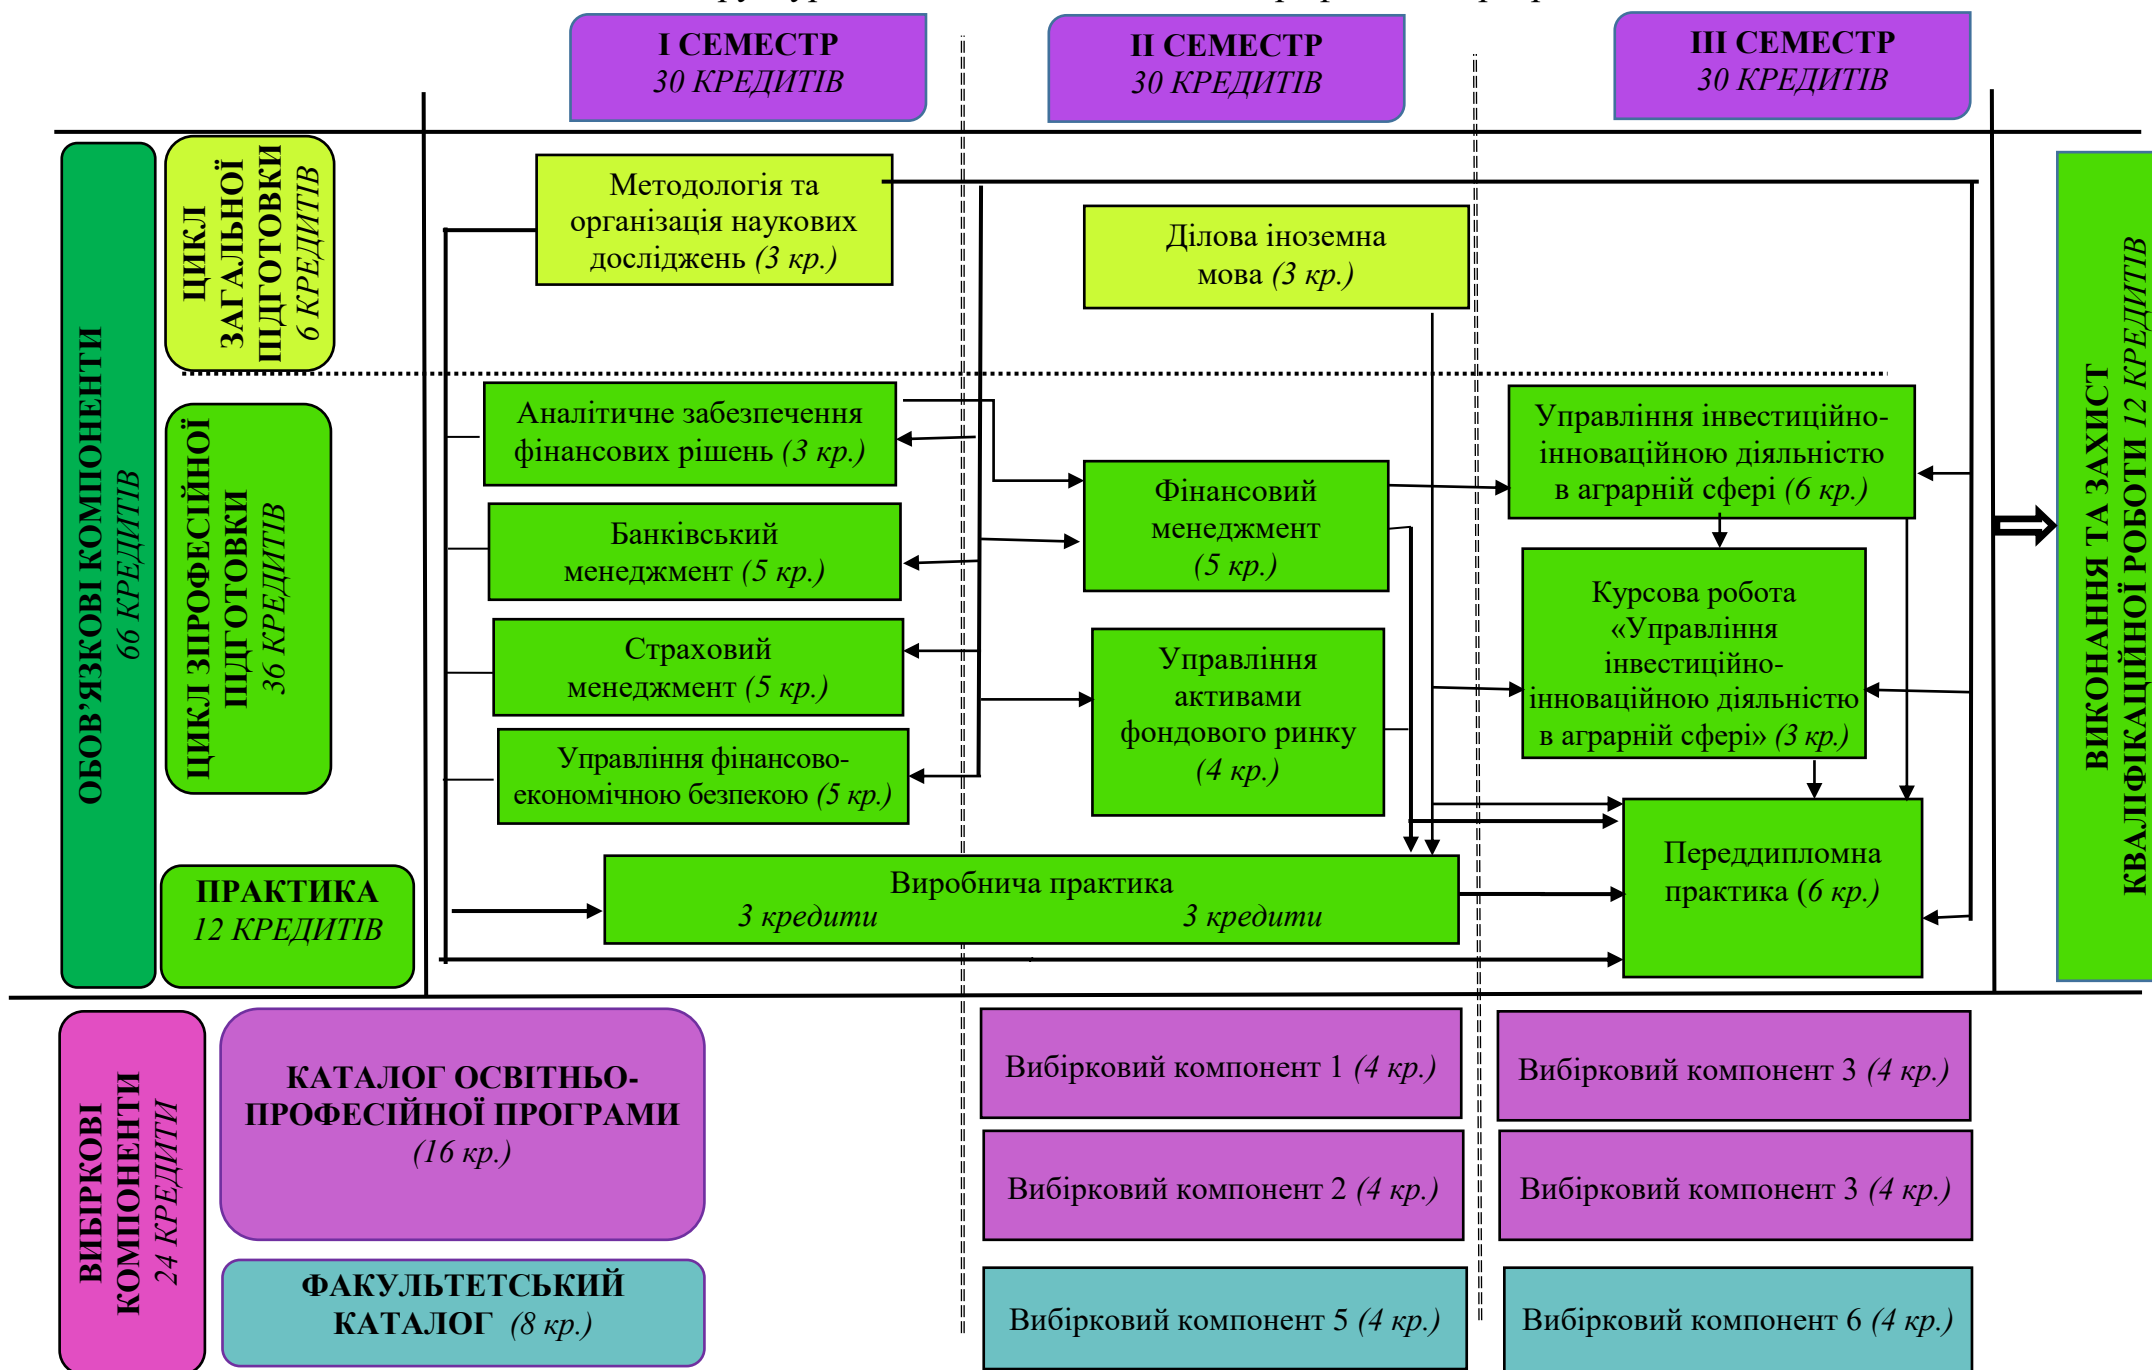 І СЕМЕСТР
30 КРЕДИТІВ
ІІ СЕМЕСТР
30 КРЕДИТІВ
ІІІ СЕМЕСТР
30 КРЕДИТІВ
ОБОВ’ЯЗКОВІ КОМПОНЕНТИ
66 КРЕДИТІВ
ЦИКЛ
ЗАГАЛЬНОЇ
ПІДГОТОВКИ
6 КРЕДИТІВ
Методологія та
організація наукових
досліджень (3 кр.)
Ділова іноземна
мова (3 кр.)
ЦИКЛ ЗПРОФЕСІЙНОЇ
ПІДГОТОВКИ
36 КРЕДИТІВ
Аналітичне забезпечення
фінансових рішень (3 кр.)
Банківський
менеджмент (5 кр.)
Страховий
менеджмент (5 кр.)
Управління фінансово-
економічною безпекою (5 кр.)
Фінансовий
менеджмент
(5 кр.)
Управління
активами
фондового ринку
(4 кр.)
Управління інвестиційно-
інноваційною діяльністю
в аграрній сфері (6 кр.)
Курсова робота
«Управління
інвестиційно-
інноваційною діяльністю
в аграрній сфері» (3 кр.)
ПРАКТИКА
12 КРЕДИТІВ
Виробнича практика
3 кредити 3 кредити
Переддипломна
практика (6 кр.)
ВИКОНАННЯ ТА ЗАХИСТ
КВАЛІФІКАЦІЙНОЇ РОБОТИ 12 КРЕДИТІВ
ВИБІРКОВІ
КОМПОНЕНТИ
24 КРЕДИТИ
КАТАЛОГ ОСВІТНЬО-
ПРОФЕСІЙНОЇ ПРОГРАМИ
(16 кр.)
Вибірковий компонент 1 (4 кр.)
Вибірковий компонент 3 (4 кр.)
Вибірковий компонент 2 (4 кр.)
Вибірковий компонент 3 (4 кр.)
ФАКУЛЬТЕТСЬКИЙ
КАТАЛОГ (8 кр.)
Вибірковий компонент 5 (4 кр.)
Вибірковий компонент 6 (4 кр.)